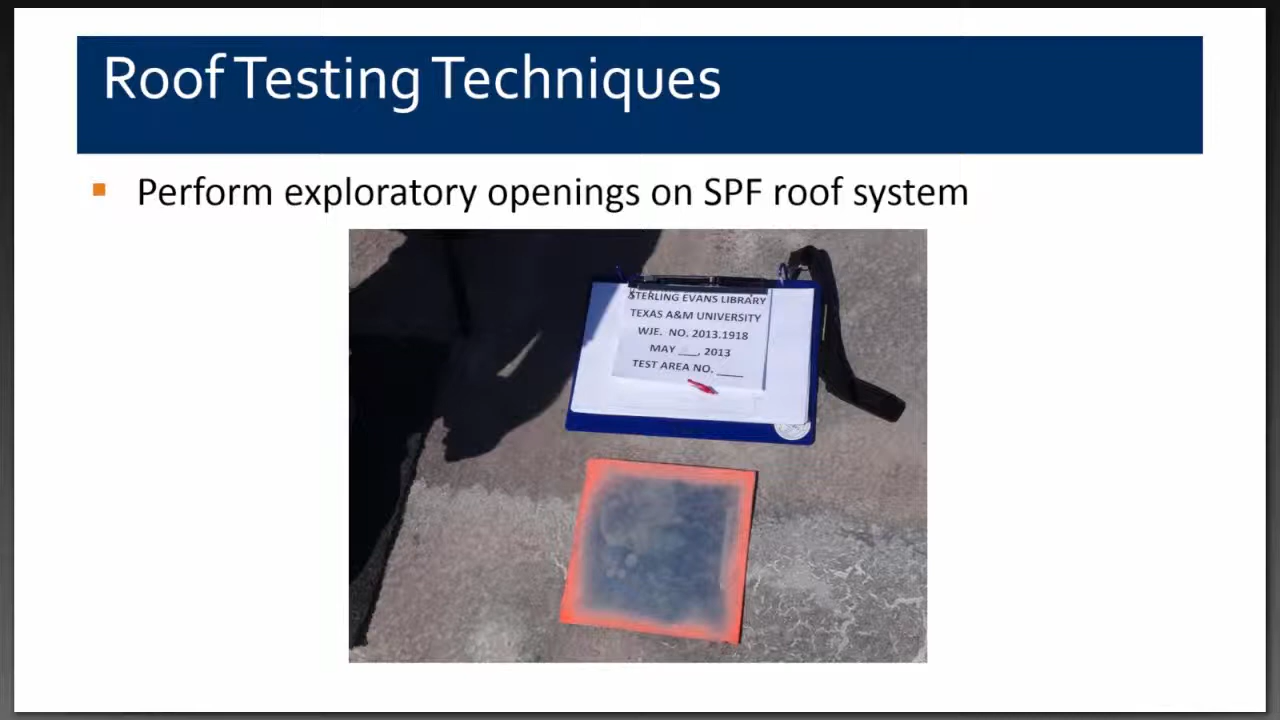 Roof Testing Techniques
Perform exploratory openings on SPF roof system
STERLING EVANS LIBRARY
TEXAS A&M UNIVERSITY
WJE. NO. 2013.1918
MAY ___, 2013
TEST AREA NO. ____